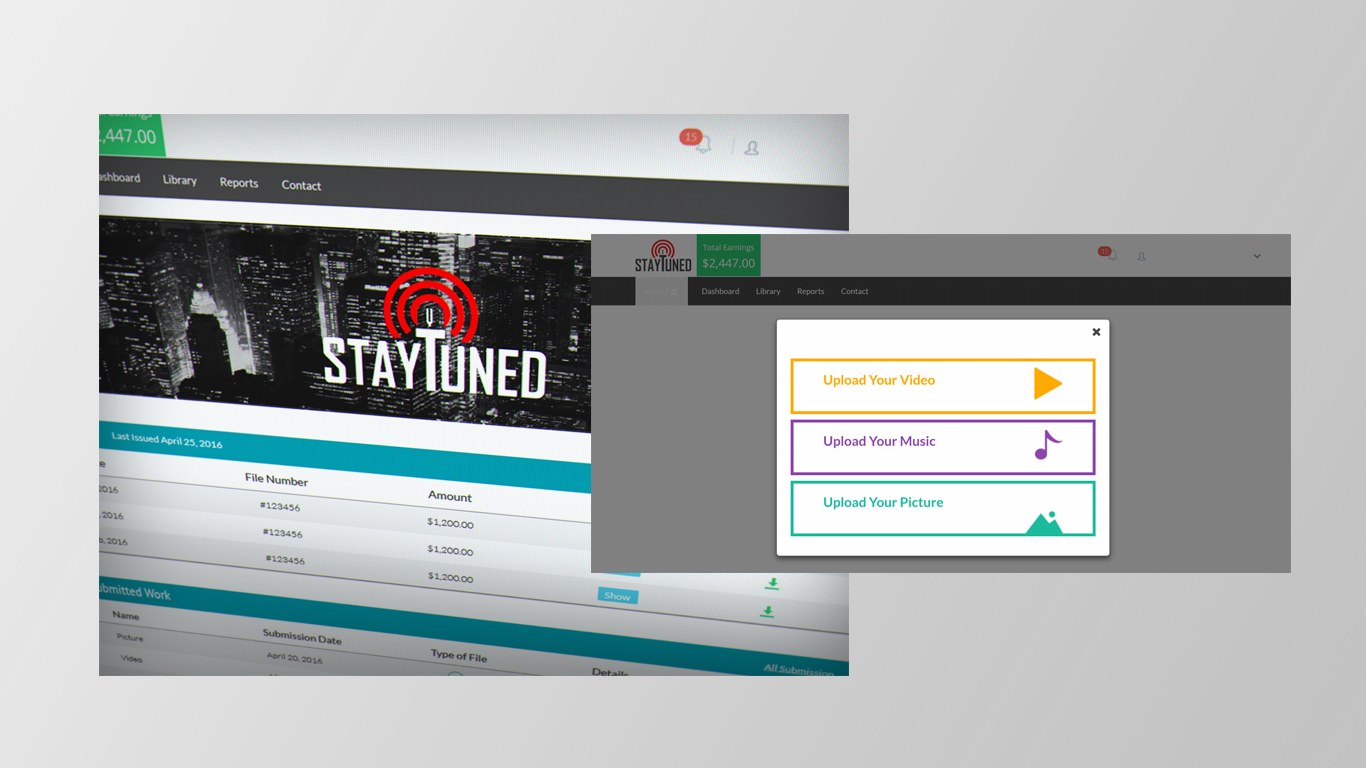 2,447.00
15
Library
Reports
Contact
STAYTUNED
Last Issued April 25, 2016
File Number
Amount
2016
#123456
$1,200.00
2016
#123456
$1,200.00
2016
#123456
$1,200.00
Show
Submitted Work
Name
Submission Date
Type of File
Details
All Submission
Picture
April 20, 2016
Video
STAYTUNED
Total Earnings
$2,447.00
15
Dashboard
Library
Reports
Contact
Upload Your Video
Upload Your Music
Upload Your Picture